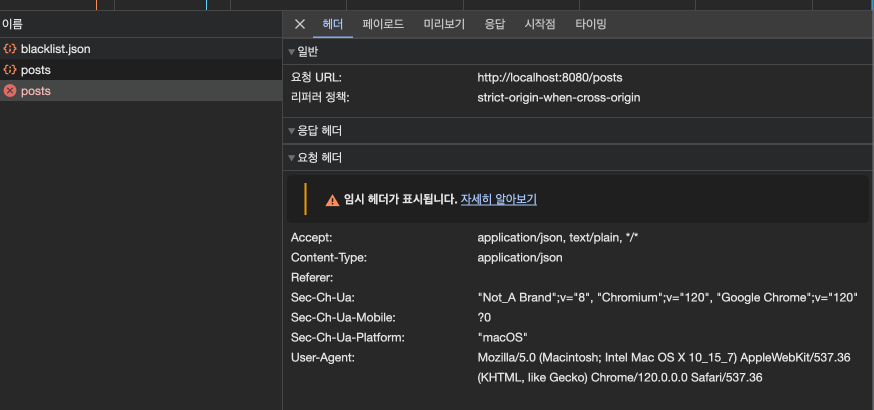 이름
blacklist.json
posts
posts
헤더 페이로드 미리보기 응답 시작점 타이밍
일반
요청 URL: http://localhost:8080/posts
리퍼러 정책: strict-origin-when-cross-origin
응답 헤더
요청 헤더
임시 헤더가 표시됩니다. 자세히 알아보기
Accept: application/json, text/plain, */*
Content-Type: application/json
Referer:
Sec-Ch-Ua: "Not_A Brand";v="8", "Chromium";v="120", "Google Chrome";v="120"
Sec-Ch-Ua-Mobile: ?0
Sec-Ch-Ua-Platform: "macOS"
User-Agent: Mozilla/5.0 (Macintosh; Intel Mac OS X 10_15_7) AppleWebKit/537.36
(KHTML, like Gecko) Chrome/120.0.0.0 Safari/537.36